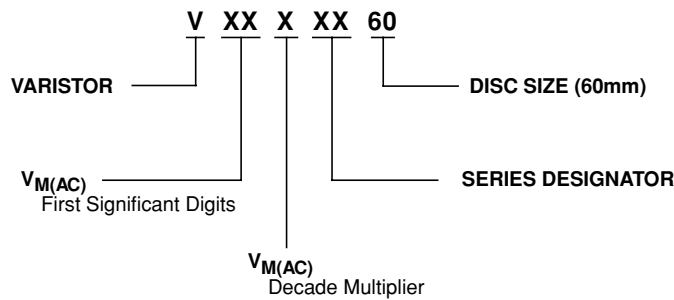 V XX X XX 60
VARISTOR
DISC SIZE (60mm)
VM(AC)
First Significant Digits
SERIES DESIGNATOR
VM(AC)
Decade Multiplier